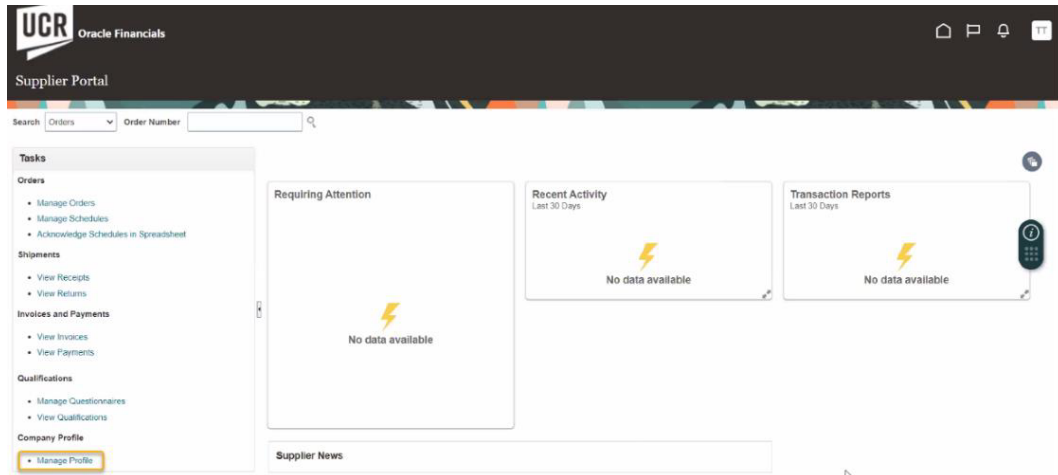 UCR Oracle Financials
TT
Supplier Portal
Search Orders Order Number
Tasks
Orders
Manage Orders
Manage Schedules
Acknowledge Schedules in Spreadsheet
Shipments
View Receipts
View Returns
Invoices and Payments
View Invoices
View Payments
Qualifications
Manage Questionnaires
View Qualifications
Company Profile
Manage Profile
Requiring Attention
No data available
Recent Activity
Last 30 Days
No data available
Transaction Reports
Last 30 Days
No data available
Supplier News